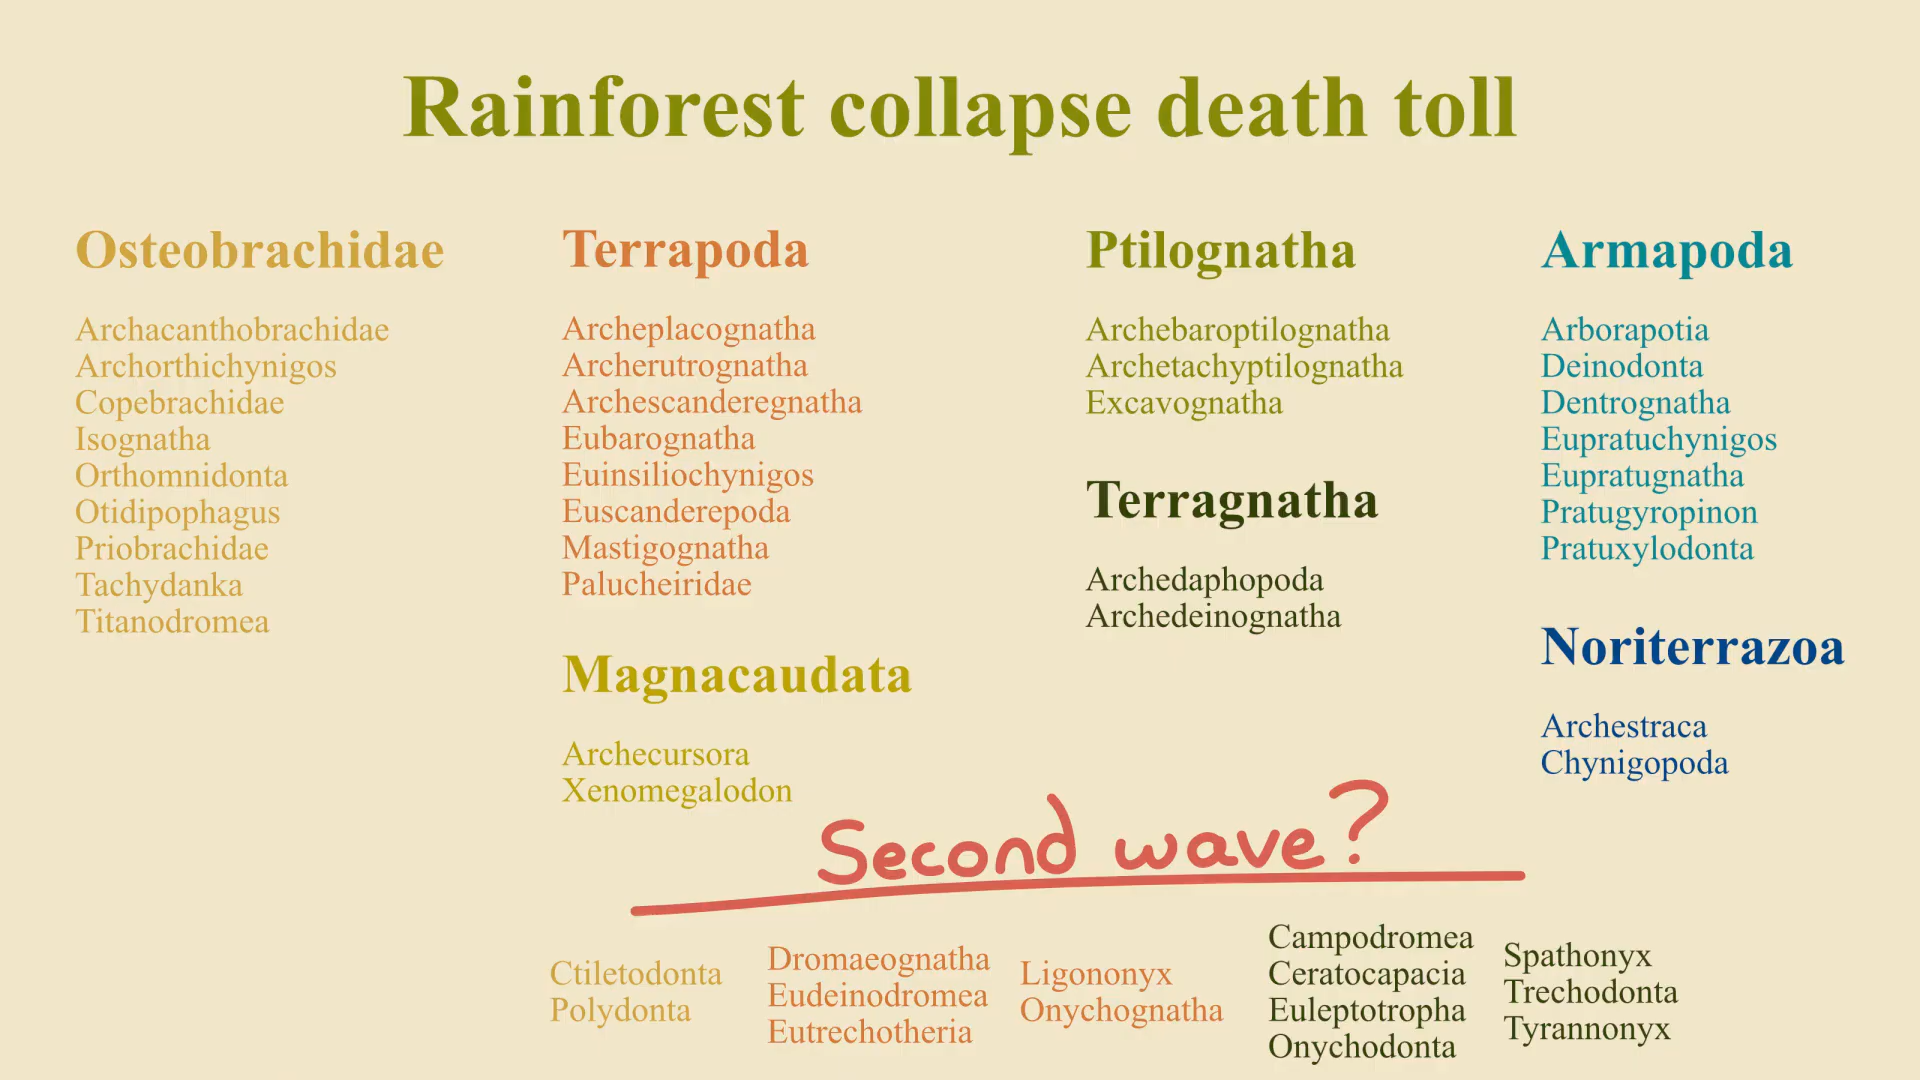 Rainforest collapse death toll
Osteobrachidae
Archacanthobrachidae
Archorthichynigos
Copebrachidae
Isognatha
Orthomnidonta
Otidipophagus
Priobrachidae
Tachydanka
Titanodromea
Terrapoda
Archeplacognatha
Archerutrognatha
Archescanderegnatha
Eubarognatha
Euinsiliochynigos
Euscanderepoda
Mastigognatha
Palucheiridae
Magnacaudata
Archecursora
Xenomegalodon
Ptilognatha
Archebaroptilognatha
Archetachyptilognatha
Excavognatha
Terragnatha
Archedaphopoda
Archedeinognatha
Armapoda
Arborapotia
Deinodonta
Dentrognatha
Eupratuchynigos
Eupratugnatha
Pratugyropinon
Pratuxylodonta
Noriterrazoa
Archestraca
Chynigopoda
Second wave?
Ctiletodonta
Polydonta
Dromaeognatha
Eudeinodromea
Eutrechotheria
Ligononyx
Onychognatha
Campodromea
Ceratocapacia
Euleptotropha
Onychodonta
Spathonyx
Trechodonta
Tyrannonyx